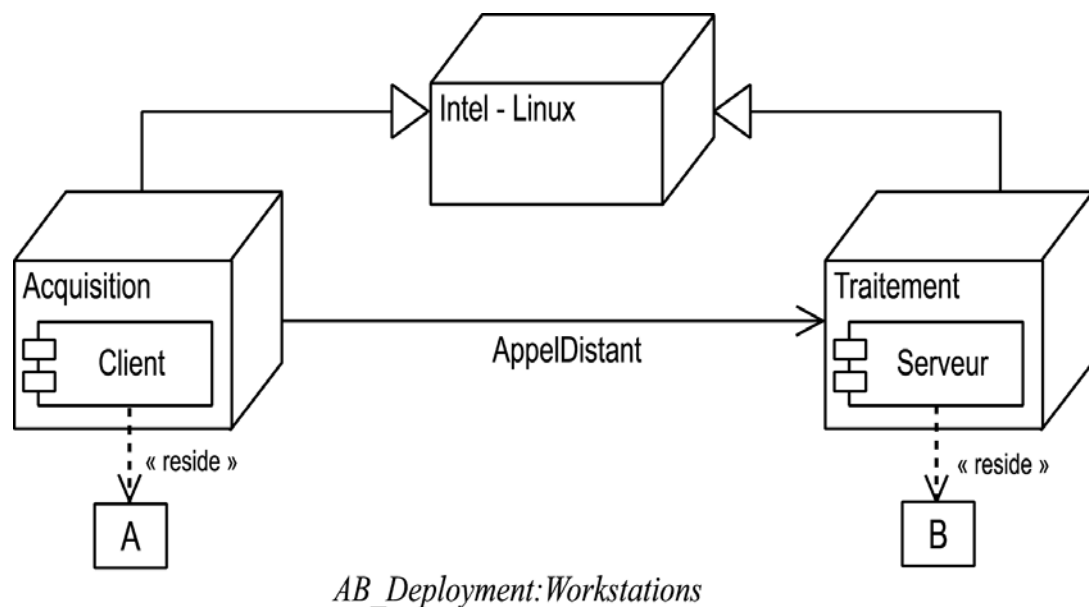 Intel - Linux
Acquisition
Client
AppelDistant
Traitement
Serveur
« reside »
« reside »
A
B
AB_Deployment:Workstations